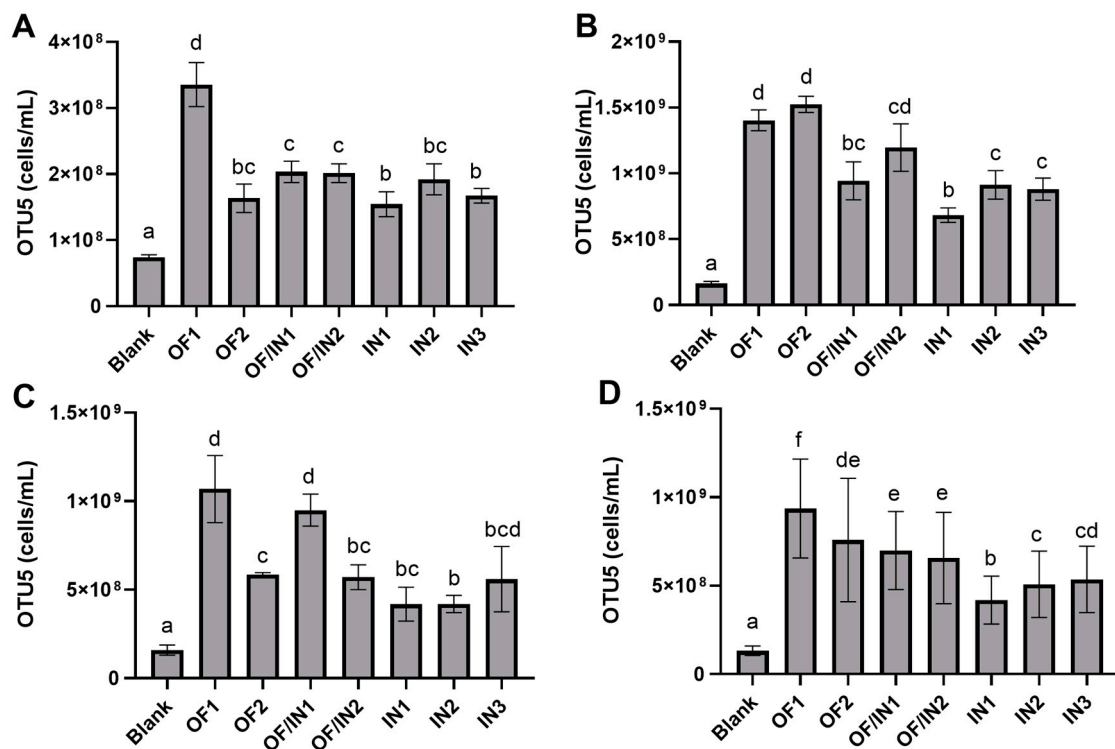 A
OTU5 (cells/mL)
4×10⁸
3×10⁸
2×10⁸
1×10⁸
0
a
d
bc
c
c
b
bc
b
Blank
OF1
OF2
OF/IN1
OF/IN2
IN1
IN2
IN3
B
OTU5 (cells/mL)
2×10⁹
1.5×10⁹
1×10⁹
5×10⁸
0
a
d
d
bc
cd
b
c
c
Blank
OF1
OF2
OF/IN1
OF/IN2
IN1
IN2
IN3
C
OTU5 (cells/mL)
1.5×10⁹
1×10⁹
5×10⁸
0
a
d
c
d
bc
bc
b
bcd
Blank
OF1
OF2
OF/IN1
OF/IN2
IN1
IN2
IN3
D
OTU5 (cells/mL)
1.5×10⁹
1×10⁹
5×10⁸
0
a
f
de
e
e
b
c
cd
Blank
OF1
OF2
OF/IN1
OF/IN2
IN1
IN2
IN3